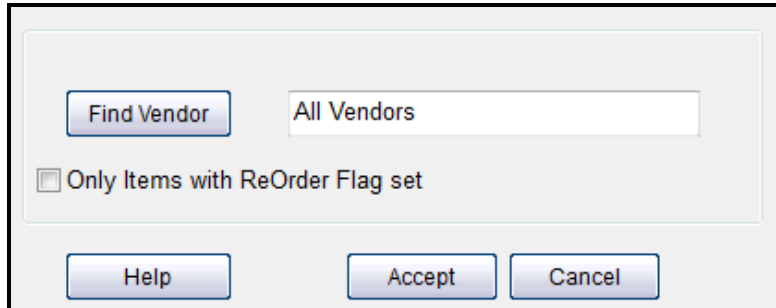 Find Vendor All Vendors
Only Items with ReOrder Flag set
Help Accept Cancel